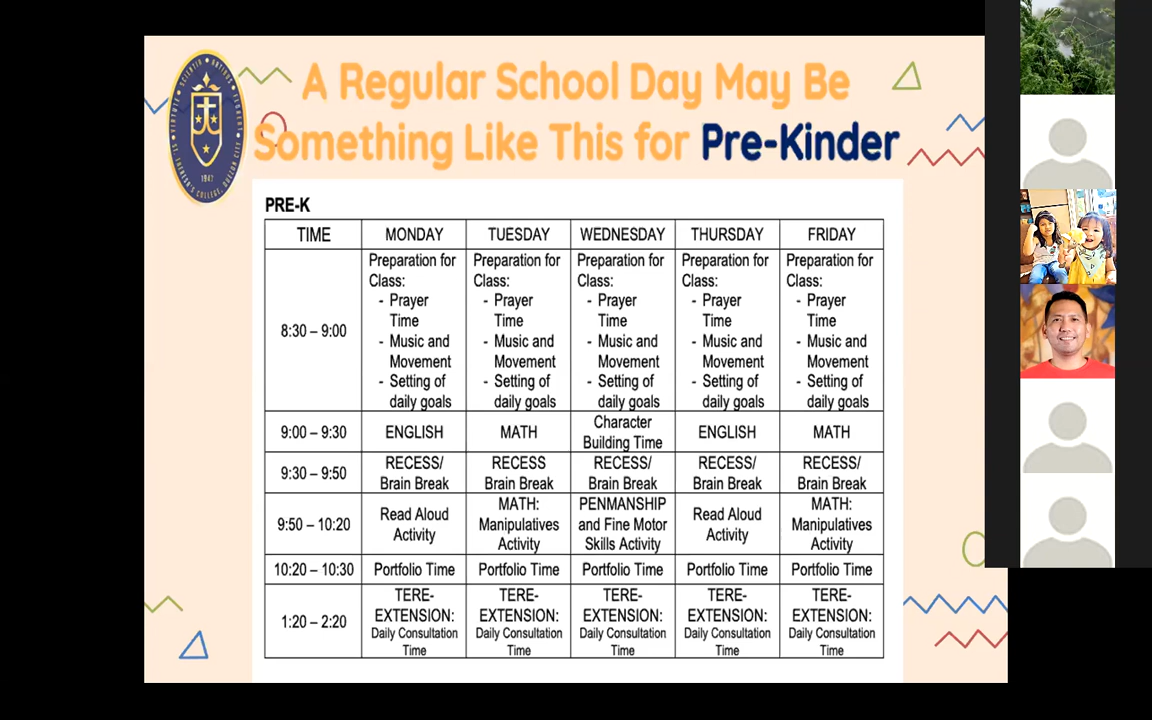 A Regular School Day May Be
Something Like This for Pre-Kinder
PRE-K
TIME MONDAY TUESDAY WEDNESDAY THURSDAY FRIDAY
8:30 – 9:00
Preparation for Class:
- Prayer Time
- Music and Movement
- Setting of daily goals
Preparation for Class:
- Prayer Time
- Music and Movement
- Setting of daily goals
Preparation for Class:
- Prayer Time
- Music and Movement
- Setting of daily goals
Preparation for Class:
- Prayer Time
- Music and Movement
- Setting of daily goals
Preparation for Class:
- Prayer Time
- Music and Movement
- Setting of daily goals
9:00 – 9:30 ENGLISH MATH Character Building Time ENGLISH MATH
9:30 – 9:50 RECESS/ Brain Break RECESS Brain Break RECESS/ Brain Break RECESS/ Brain Break RECESS/ Brain Break
9:50 – 10:20 Read Aloud Activity MATH: Manipulatives Activity PENMANSHIP and Fine Motor Skills Activity Read Aloud Activity MATH: Manipulatives Activity
10:20 – 10:30 Portfolio Time Portfolio Time Portfolio Time Portfolio Time Portfolio Time
1:20 – 2:20 TERE-EXTENSION: Daily Consultation Time TERE-EXTENSION: Daily Consultation Time TERE-EXTENSION: Daily Consultation Time TERE-EXTENSION: Daily Consultation Time TERE-EXTENSION: Daily Consultation Time